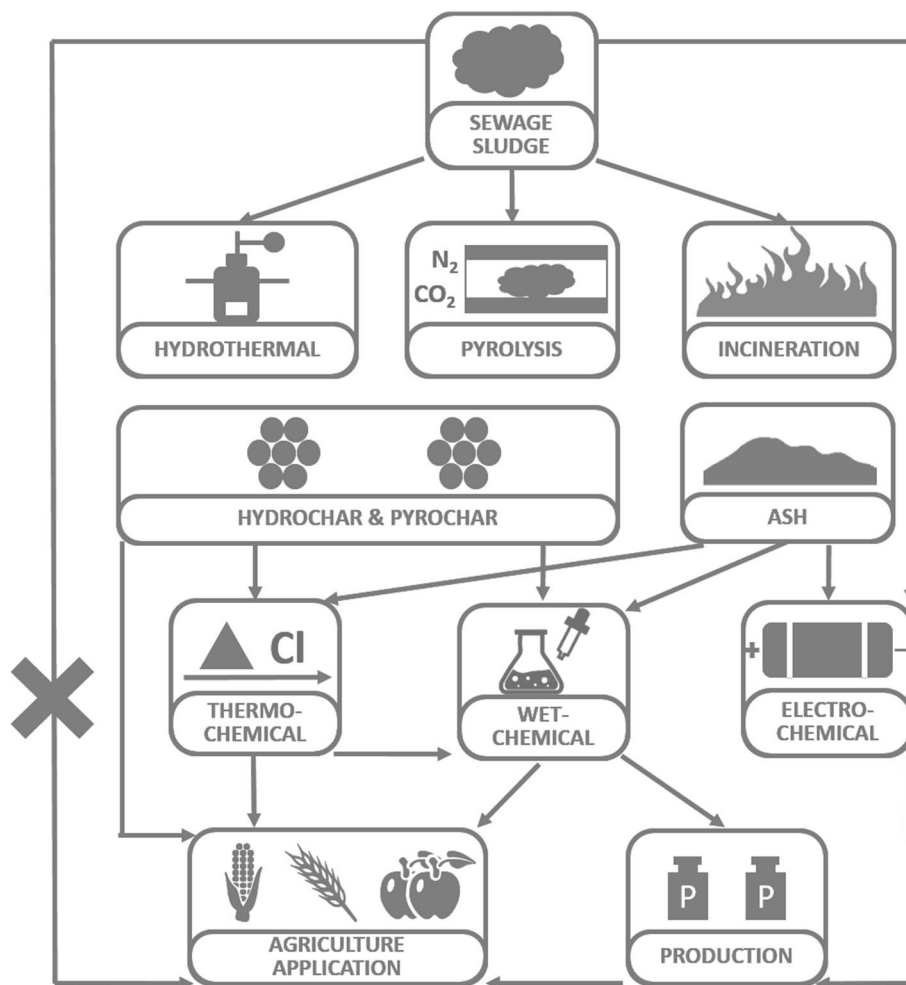 SEWAGE
SLUDGE
N₂
CO₂
HYDROTHERMAL
PYROLYSIS
INCINERATION
HYDROCHAR & PYROCHAR
ASH
Cl
+
−
THERMO-
CHEMICAL
WET-
CHEMICAL
ELECTRO-
CHEMICAL
P
P
AGRICULTURE
APPLICATION
PRODUCTION